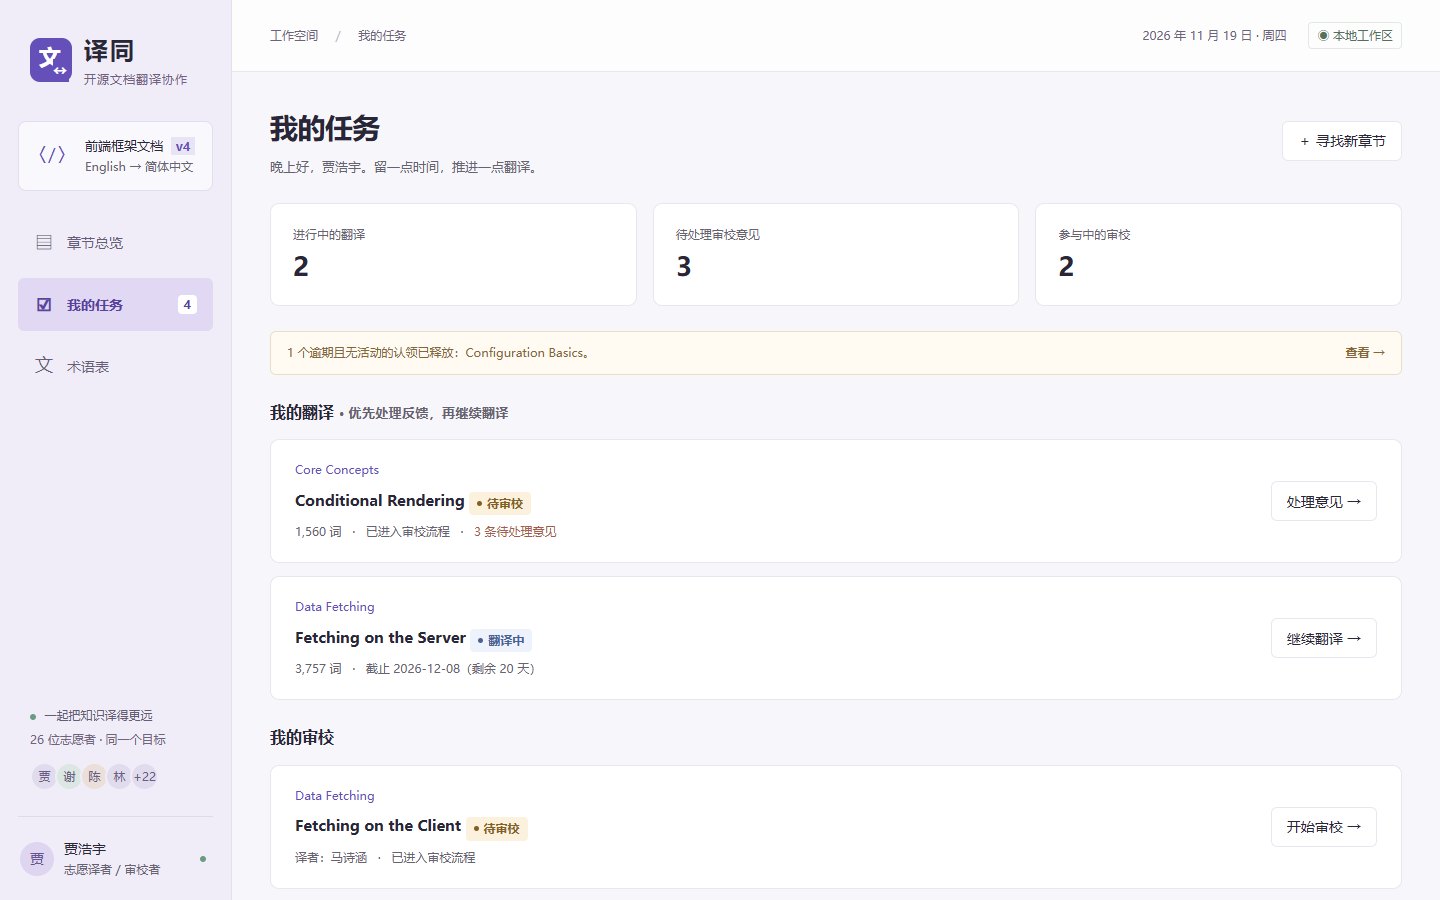 文
译同
开源文档翻译协作
前端框架文档 v4
English → 简体中文
章节总览
我的任务 4
文 术语表
一起把知识译得更远
26 位志愿者 · 同一个目标
贾 谢 陈 林 +22
贾 贾浩宇
志愿译者 / 审校者
工作空间 / 我的任务
2026 年 11 月 19 日 · 周四
本地工作区
我的任务
晚上好，贾浩宇。留一点时间，推进一点翻译。
+ 寻找新章节
进行中的翻译
2
待处理审校意见
3
参与中的审校
2
1 个逾期且无活动的认领已释放：Configuration Basics。
查看 →
我的翻译 • 优先处理反馈，再继续翻译
Core Concepts
Conditional Rendering • 待审校
1,560 词 · 已进入审校流程 · 3 条待处理意见
处理意见 →
Data Fetching
Fetching on the Server • 翻译中
3,757 词 · 截止 2026-12-08（剩余 20 天）
继续翻译 →
我的审校
Data Fetching
Fetching on the Client • 待审校
译者：马诗涵 · 已进入审校流程
开始审校 →